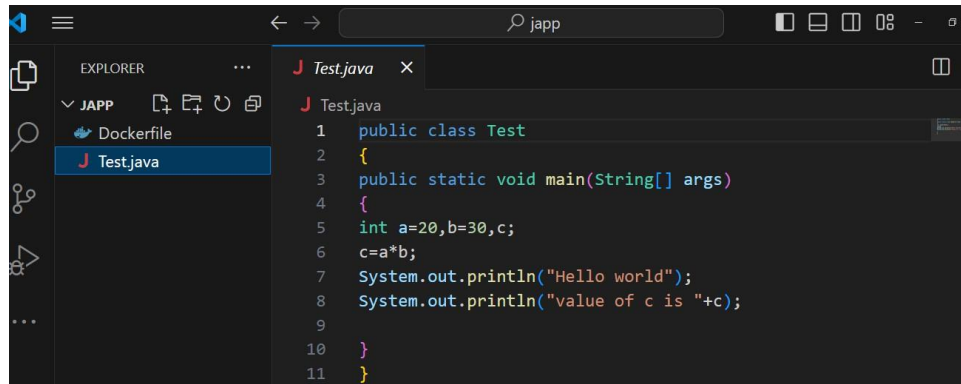 japp
EXPLORER ...
Test.java
JAPP
Test.java
Dockerfile
Test.java
1 public class Test
2 {
3 public static void main(String[] args)
4 {
5 int a=20,b=30,c;
6 c=a*b;
7 System.out.println("Hello world");
8 System.out.println("value of c is "+c);
9
10 }
11 }